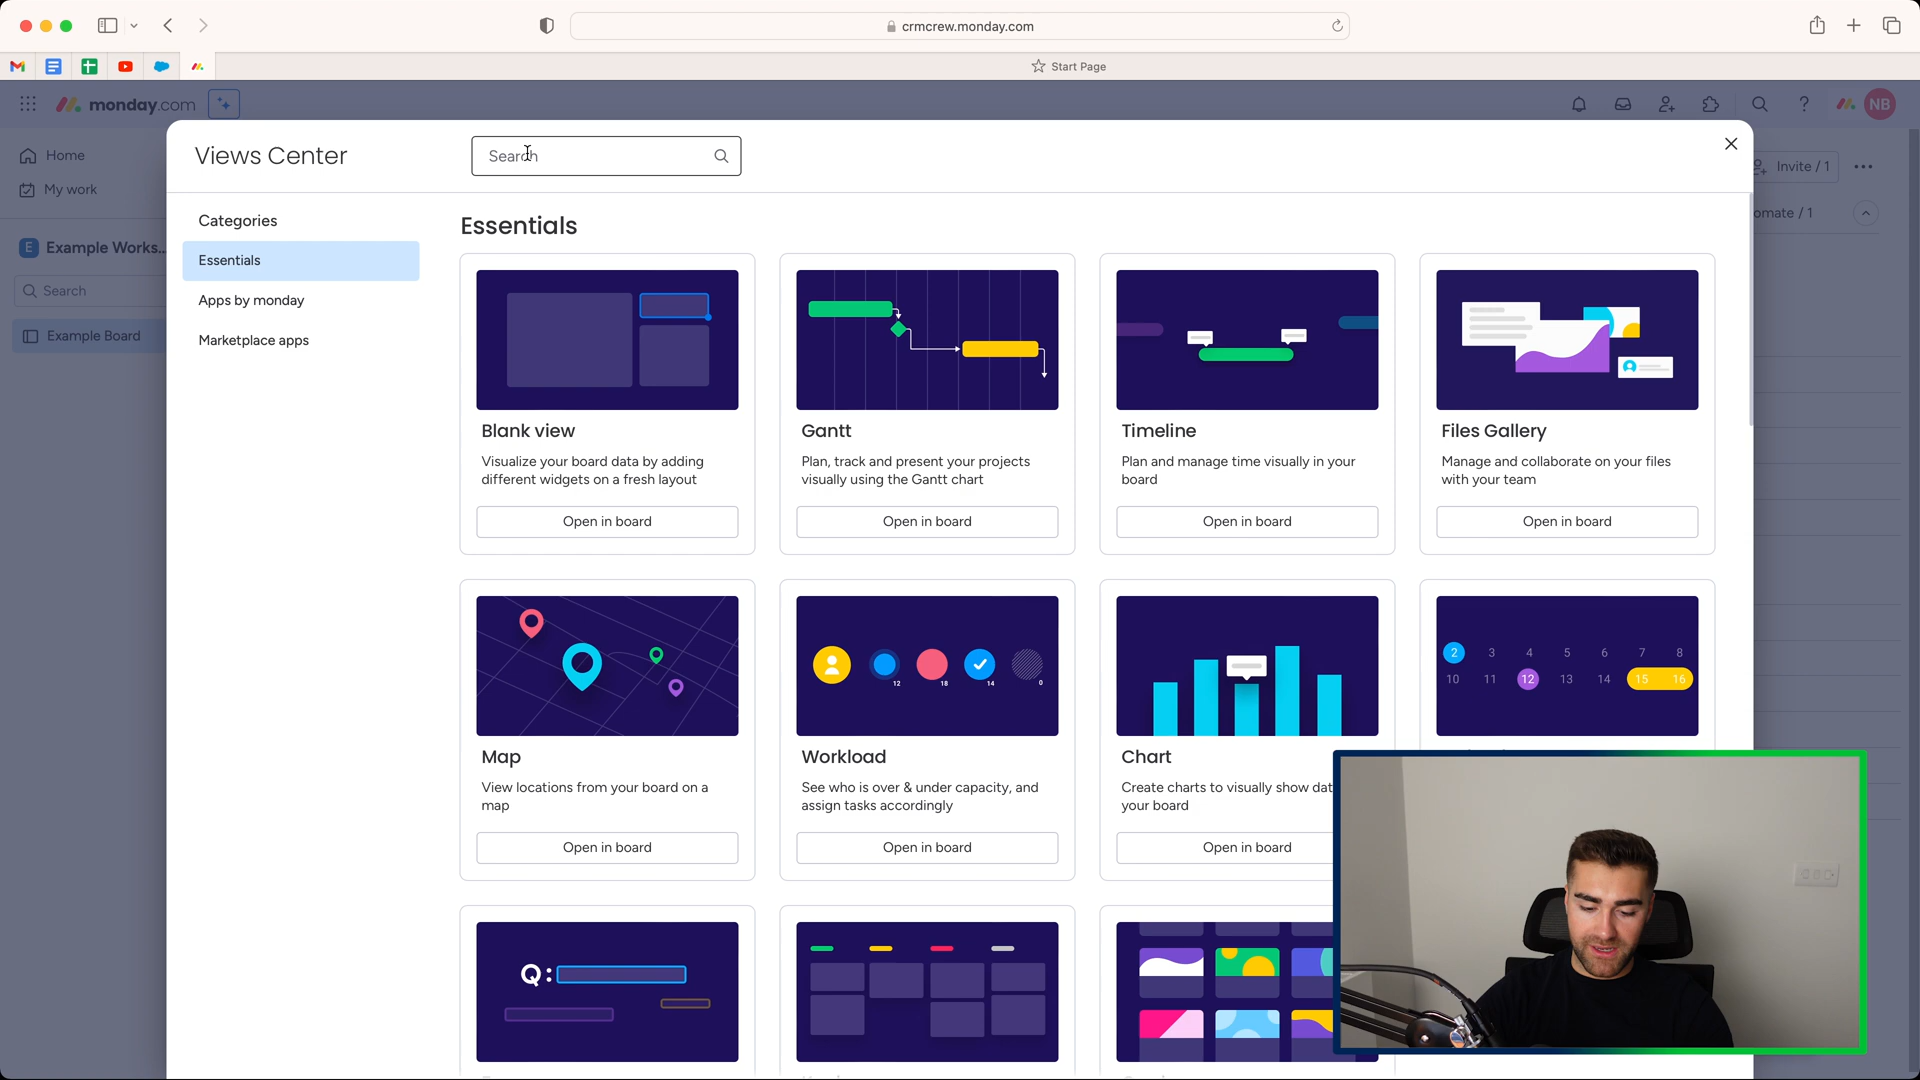 crmcrew.monday.com
Start Page
monday.com
NB
Home
My work
E Example Works...
Search
Example Board
Invite / 1
omate / 1
Views Center
Search
Categories
Essentials
Apps by monday
Marketplace apps
Essentials
Blank view
Visualize your board data by adding
different widgets on a fresh layout
Open in board
Gantt
Plan, track and present your projects
visually using the Gantt chart
Open in board
Timeline
Plan and manage time visually in your
board
Open in board
Files Gallery
Manage and collaborate on your files
with your team
Open in board
12
18
14
0
2 3 4 5 6 7 8
10 11 12 13 14 15 16
Map
View locations from your board on a
map
Open in board
Workload
See who is over & under capacity, and
assign tasks accordingly
Open in board
Chart
Create charts to visually show dat
your board
Open in board
Q: